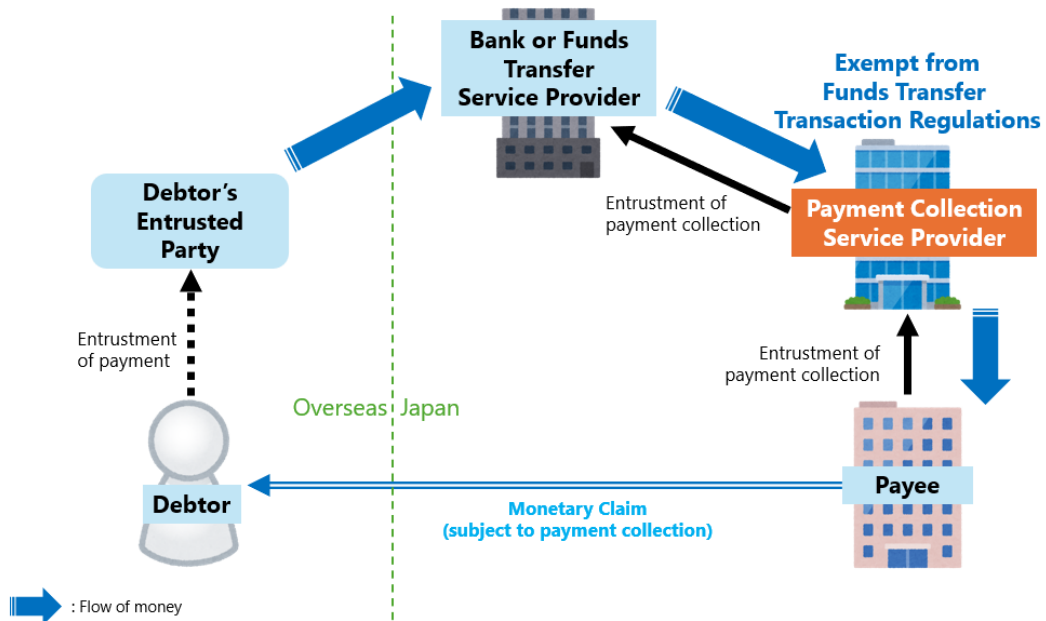 Bank or Funds
Transfer
Service Provider
Exempt from
Funds Transfer
Transaction Regulations
Debtor's
Entrusted
Party
Entrustment of
payment collection
Payment Collection
Service Provider
Entrustment
of payment
Entrustment of
payment collection
Overseas Japan
Debtor
Payee
Monetary Claim
(subject to payment collection)
: Flow of money